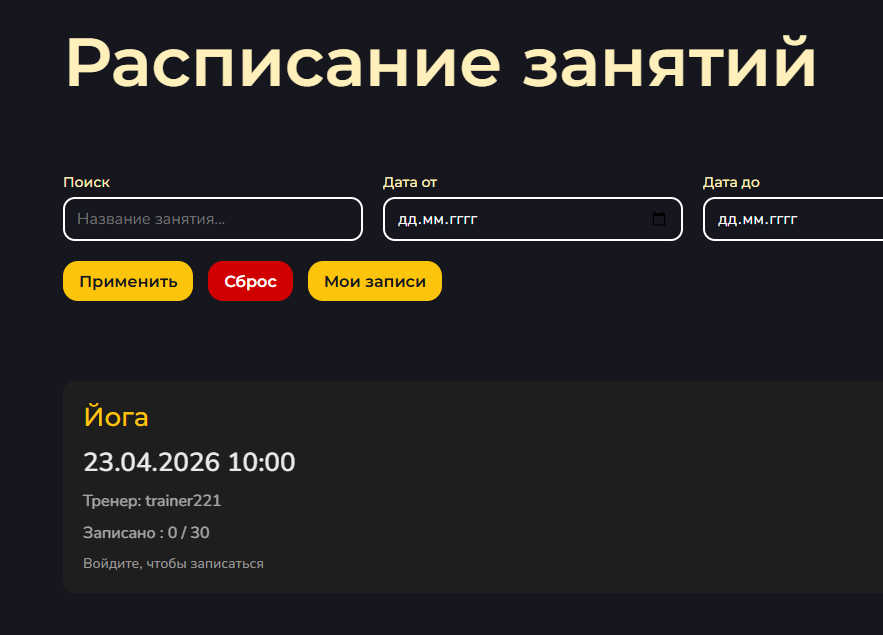 Расписание занятий
Поиск Дата от Дата до
Название занятия... дд.мм.гггг дд.мм.гггг
Применить Сброс Мои записи
Йога
23.04.2026 10:00
Тренер: trainer221
Записано : 0 / 30
Войдите, чтобы записаться